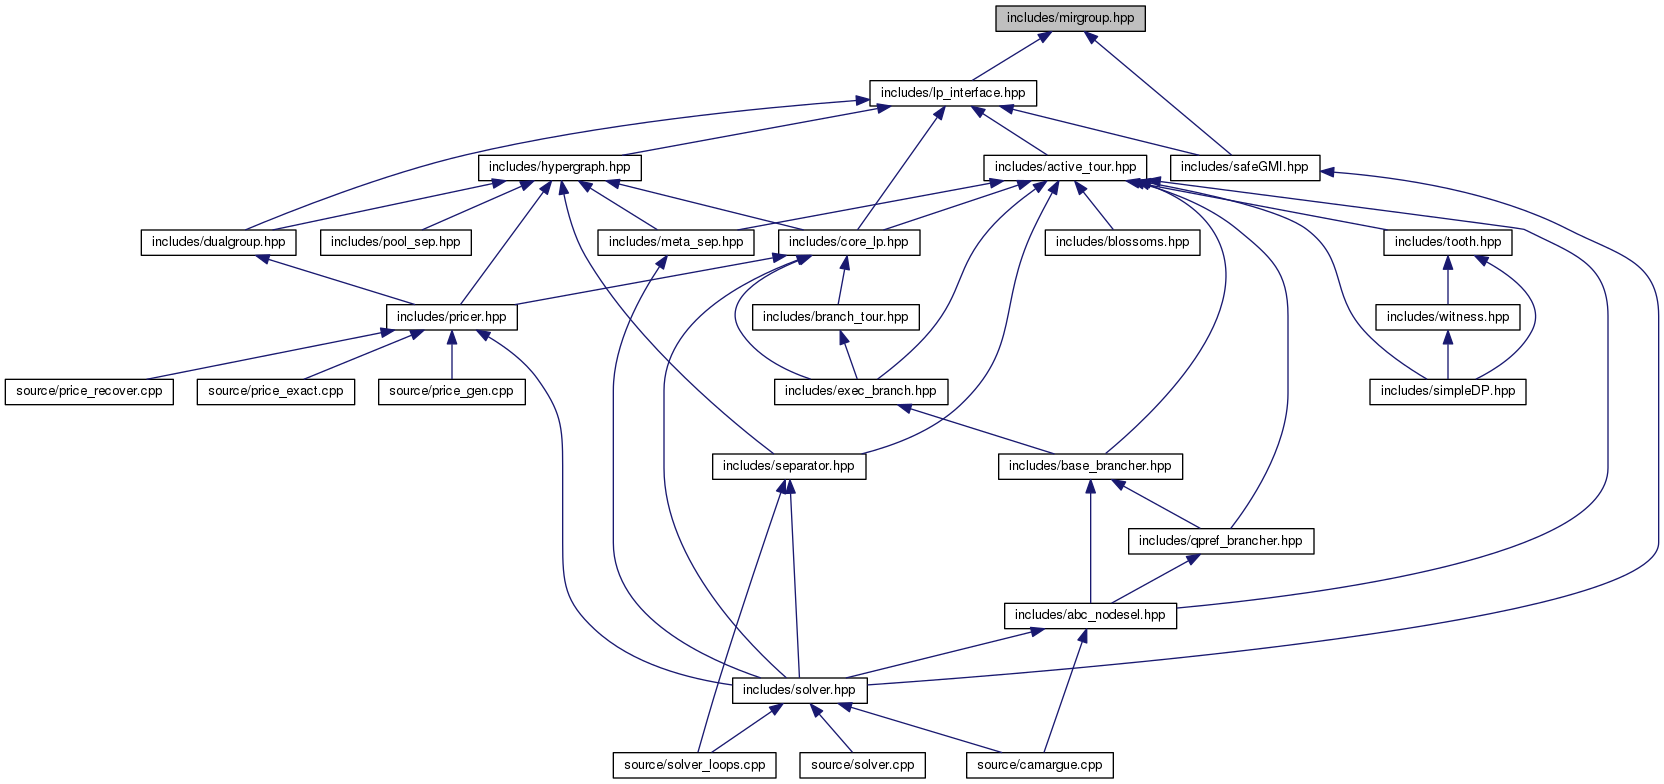 includes/mirgroup.hpp
includes/lp_interface.hpp
includes/hypergraph.hpp
includes/active_tour.hpp
includes/safeGMI.hpp
includes/dualgroup.hpp
includes/pool_sep.hpp
includes/meta_sep.hpp
includes/core_lp.hpp
includes/blossoms.hpp
includes/tooth.hpp
includes/pricer.hpp
includes/branch_tour.hpp
includes/witness.hpp
source/price_recover.cpp
source/price_exact.cpp
source/price_gen.cpp
includes/exec_branch.hpp
includes/simpleDP.hpp
includes/separator.hpp
includes/base_brancher.hpp
includes/qpref_brancher.hpp
includes/abc_nodesel.hpp
includes/solver.hpp
source/solver_loops.cpp
source/solver.cpp
source/camargue.cpp